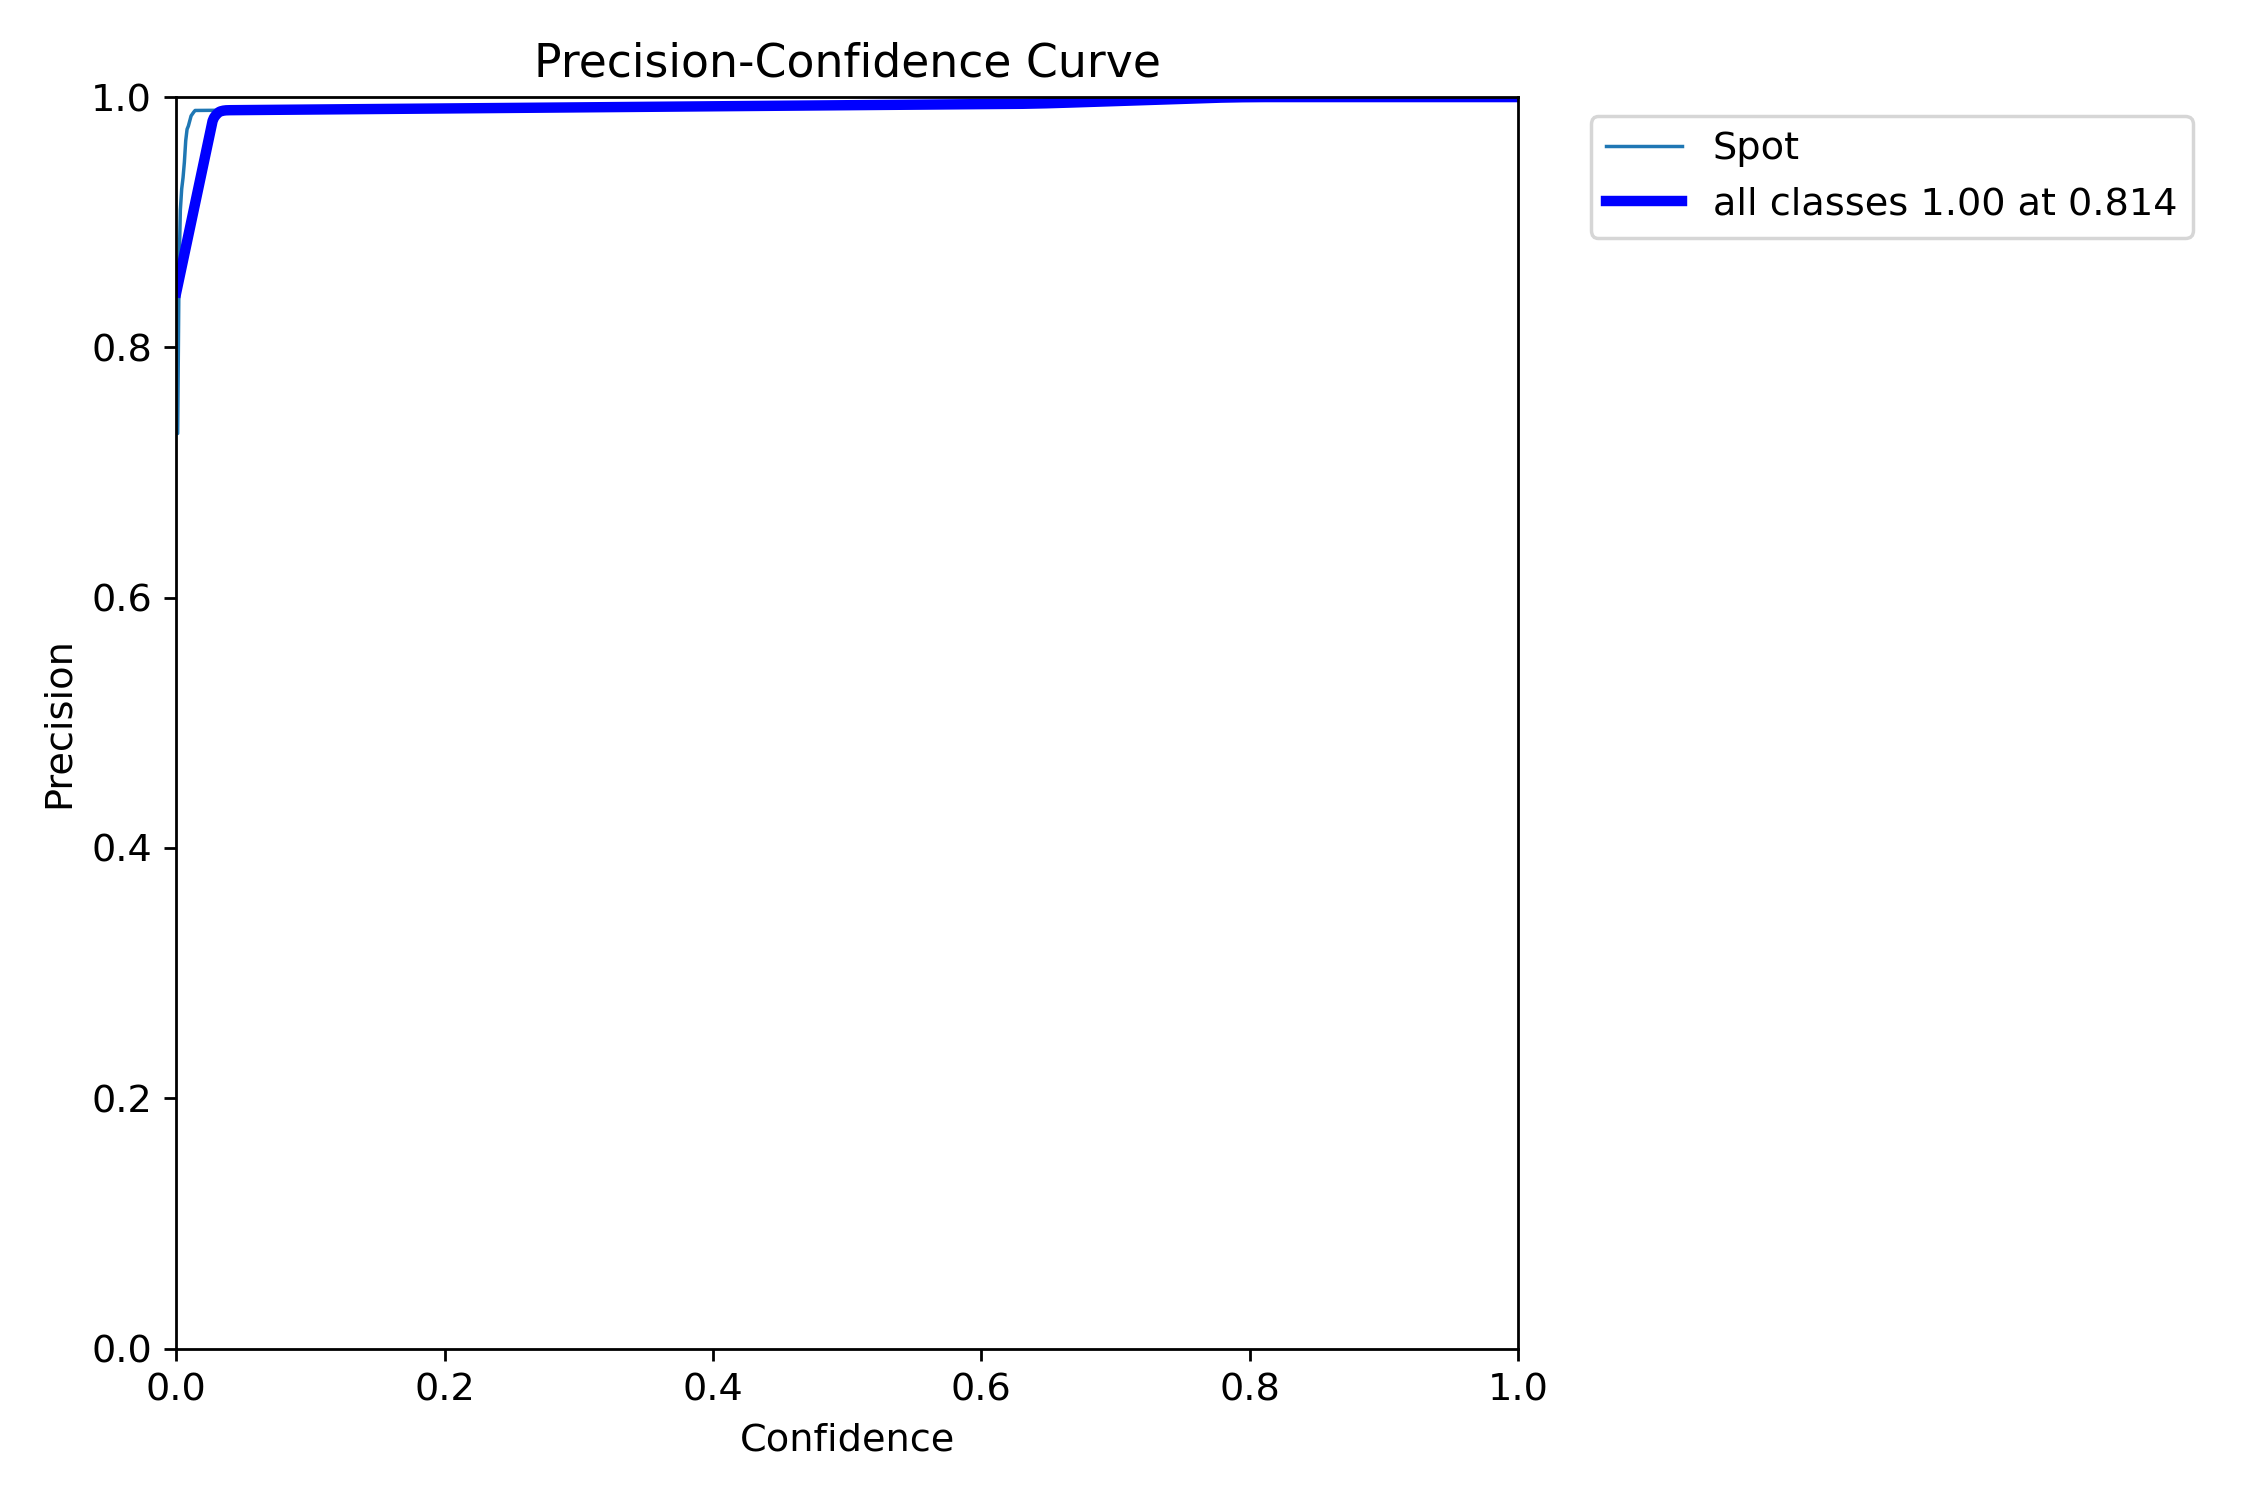 Precision-Confidence Curve
1.0
0.8
0.6
0.4
0.2
0.0
Precision
0.0 0.2 0.4 0.6 0.8 1.0
Confidence
Spot
all classes 1.00 at 0.814